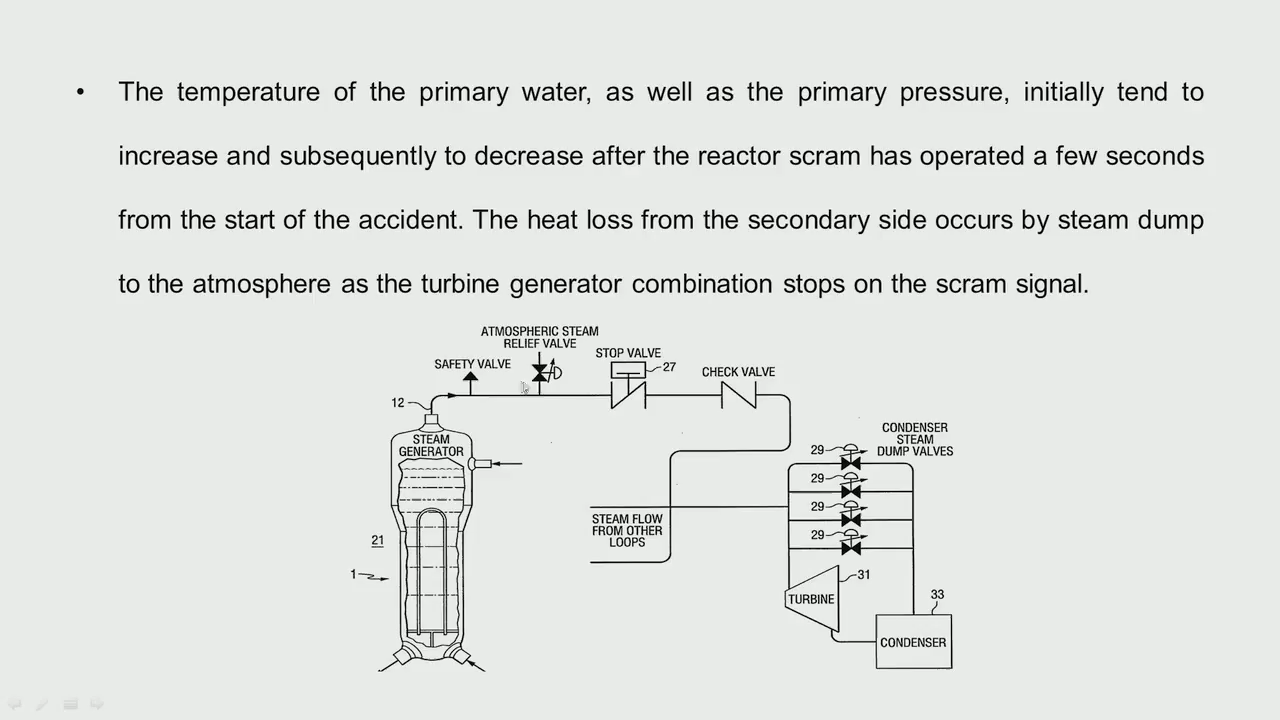 • The temperature of the primary water, as well as the primary pressure, initially tend to
increase and subsequently to decrease after the reactor scram has operated a few seconds
from the start of the accident. The heat loss from the secondary side occurs by steam dump
to the atmosphere as the turbine generator combination stops on the scram signal.
ATMOSPHERIC STEAM
RELIEF VALVE
SAFETY VALVE
STOP VALVE
27
CHECK VALVE
12
STEAM
GENERATOR
CONDENSER
STEAM
DUMP VALVES
29
29
29
29
STEAM FLOW
FROM OTHER
LOOPS
21
1
TURBINE
31
33
CONDENSER